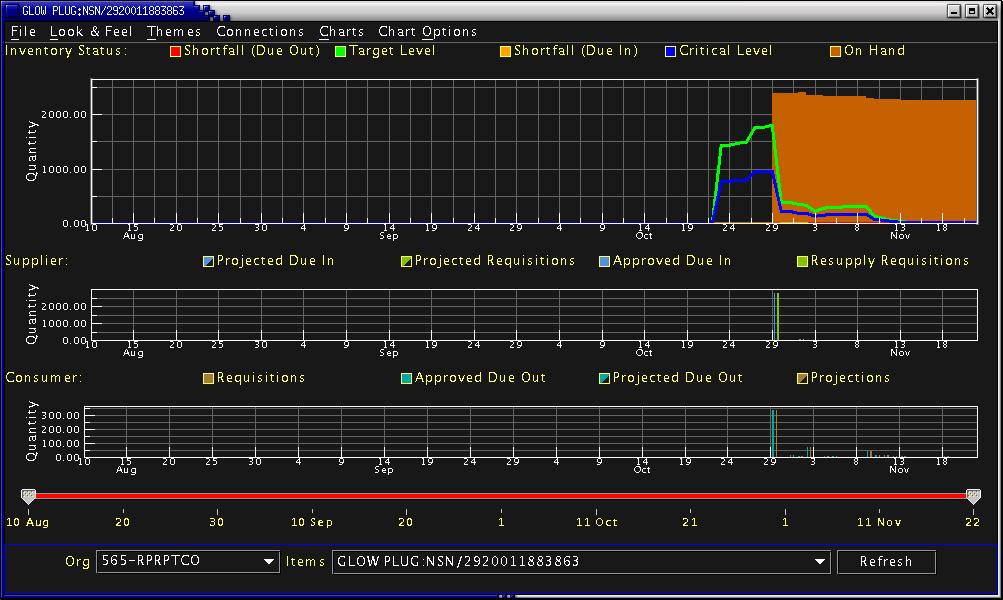 GLOW PLUG:NSN/2920011883863
File Look & Feel Themes Connections Charts Chart Options
Inventory Status: Shortfall (Due Out) Target Level Shortfall (Due In) Critical Level On Hand
Quantity
2000.00
1000.00
0.00
10 15 20 25 30 4 9 14 19 24 29 4 9 14 19 24 29 3 8 13 18
Aug Sep Oct Nov
Supplier: Projected Due In Projected Requisitions Approved Due In Resupply Requisitions
Quantity
2000.00
1000.00
0.00
10 15 20 25 30 4 9 14 19 24 29 4 9 14 19 24 29 3 8 13 18
Aug Sep Oct Nov
Consumer: Requisitions Approved Due Out Projected Due Out Projections
Quantity
300.00
200.00
100.00
0.00
10 15 20 25 30 4 9 14 19 24 29 4 9 14 19 24 29 3 8 13 18
Aug Sep Oct Nov
10 Aug 20 30 10 Sep 20 1 11 Oct 21 1 11 Nov 22
Org 565-RPRPTCO Items GLOW PLUG:NSN/2920011883863 Refresh